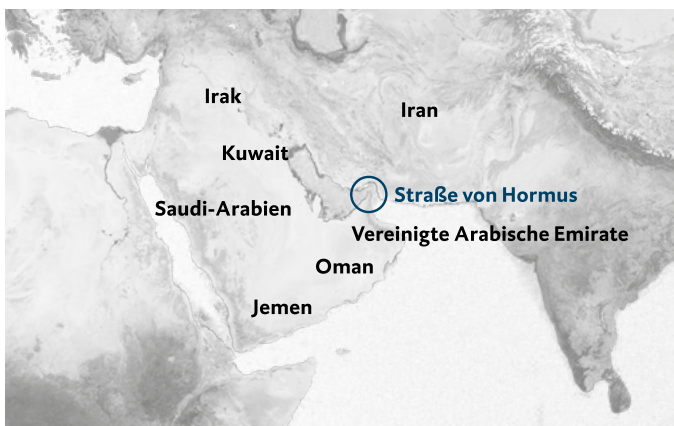 Irak
Iran
Kuwait
Straße von Hormus
Saudi-Arabien
Vereinigte Arabische Emirate
Oman
Jemen